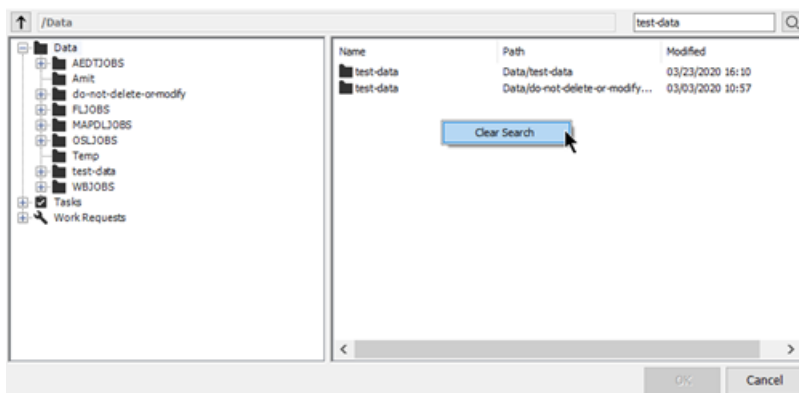 /Data
test-data
Data
AEDTJOBS
Amit
do-not-delete-ormodify
FLJOBS
MAPDLJOBS
OSLJOBS
Temp
test-data
WBJOBS
Tasks
Work Requests
Name Path Modified
test-data Data/test-data 03/23/2020 16:10
test-data Data/do-not-delete-or-modify... 03/03/2020 10:57
Clear Search
OK Cancel